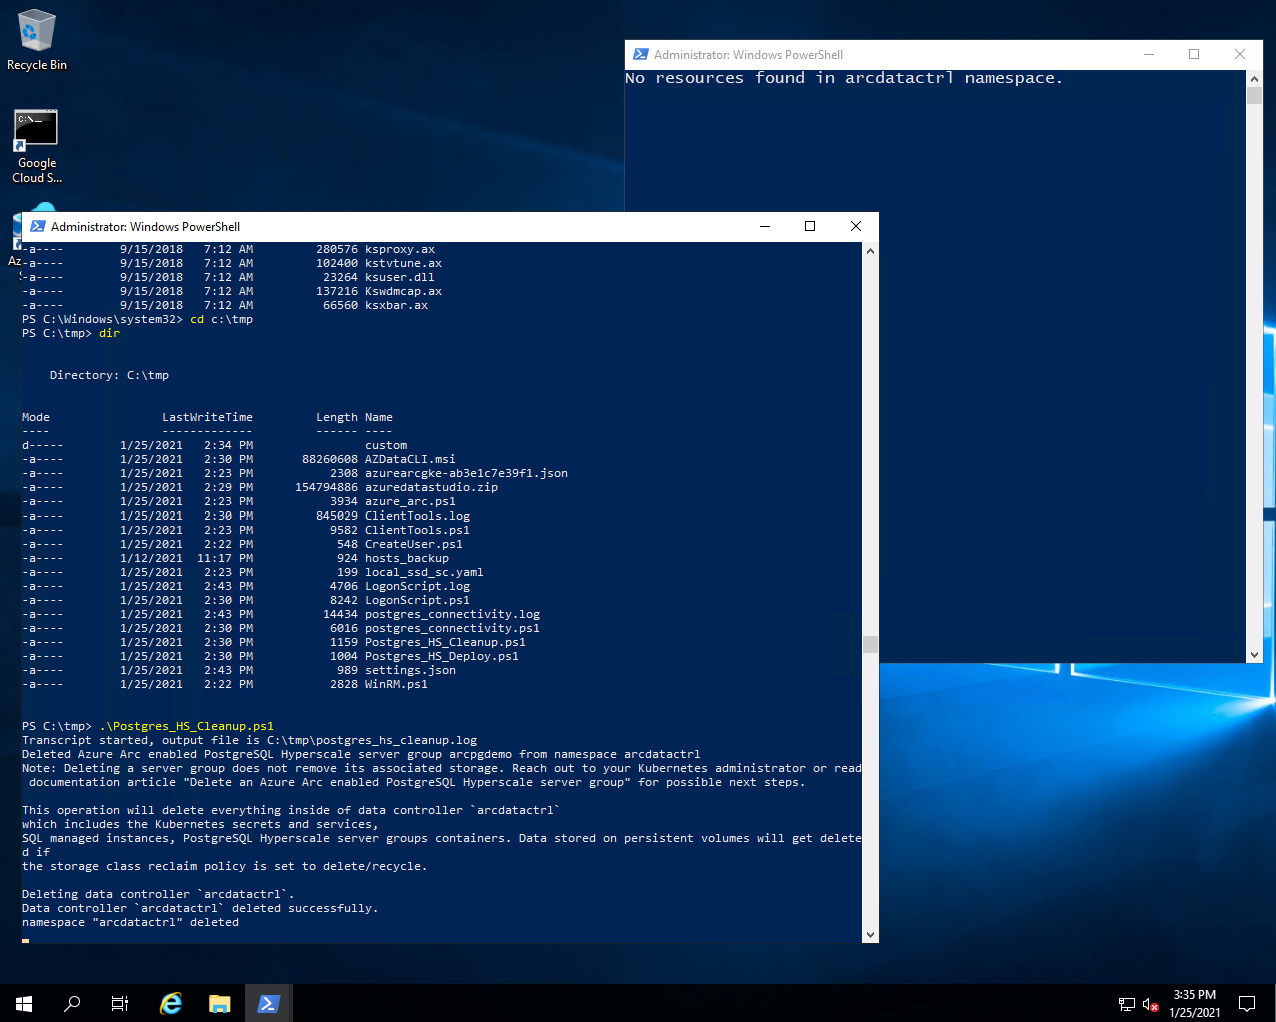 Recycle Bin
Google
Cloud S...
Administrator: Windows PowerShell
No resources found in arcdatactrl namespace.
Administrator: Windows PowerShell
-a---- 9/15/2018 7:12 AM 280576 ksproxy.ax
-a---- 9/15/2018 7:12 AM 102400 kstvtune.ax
-a---- 9/15/2018 7:12 AM 23264 ksuser.dll
-a---- 9/15/2018 7:12 AM 137216 Kswdmcap.ax
-a---- 9/15/2018 7:12 AM 66560 ksxbar.ax
PS C:\Windows\system32> cd c:\tmp
PS C:\tmp> dir
Directory: C:\tmp
Mode LastWriteTime Length Name
---- ------------- ------ ----
d----- 1/25/2021 2:34 PM custom
-a---- 1/25/2021 2:30 PM 88260608 AZDataCLI.msi
-a---- 1/25/2021 2:23 PM 2308 azurearcgke-ab3e1c7e39f1.json
-a---- 1/25/2021 2:29 PM 154794886 azuredatastudio.zip
-a---- 1/25/2021 2:23 PM 3934 azure_arc.ps1
-a---- 1/25/2021 2:30 PM 845029 ClientTools.log
-a---- 1/25/2021 2:23 PM 9582 ClientTools.ps1
-a---- 1/25/2021 2:22 PM 548 CreateUser.ps1
-a---- 1/12/2021 11:17 PM 924 hosts_backup
-a---- 1/25/2021 2:23 PM 199 local_ssd_sc.yaml
-a---- 1/25/2021 2:43 PM 4706 LogonScript.log
-a---- 1/25/2021 2:30 PM 8242 LogonScript.ps1
-a---- 1/25/2021 2:43 PM 14434 postgres_connectivity.log
-a---- 1/25/2021 2:30 PM 6016 postgres_connectivity.ps1
-a---- 1/25/2021 2:30 PM 1159 Postgres_HS_Cleanup.ps1
-a---- 1/25/2021 2:30 PM 1004 Postgres_HS_Deploy.ps1
-a---- 1/25/2021 2:43 PM 989 settings.json
-a---- 1/25/2021 2:22 PM 2828 WinRM.ps1
PS C:\tmp> .\Postgres_HS_Cleanup.ps1
Transcript started, output file is C:\tmp\postgres_hs_cleanup.log
Deleted Azure Arc enabled PostgreSQL Hyperscale server group arcpgdemo from namespace arcdatactrl
Note: Deleting a server group does not remove its associated storage. Reach out to your Kubernetes administrator or read
documentation article "Delete an Azure Arc enabled PostgreSQL Hyperscale server group" for possible next steps.
This operation will delete everything inside of data controller `arcdatactrl`
which includes the Kubernetes secrets and services,
SQL managed instances, PostgreSQL Hyperscale server groups containers. Data stored on persistent volumes will get delete
d if
the storage class reclaim policy is set to delete/recycle.
Deleting data controller `arcdatactrl`.
Data controller `arcdatactrl` deleted successfully.
namespace "arcdatactrl" deleted
3:35 PM
1/25/2021